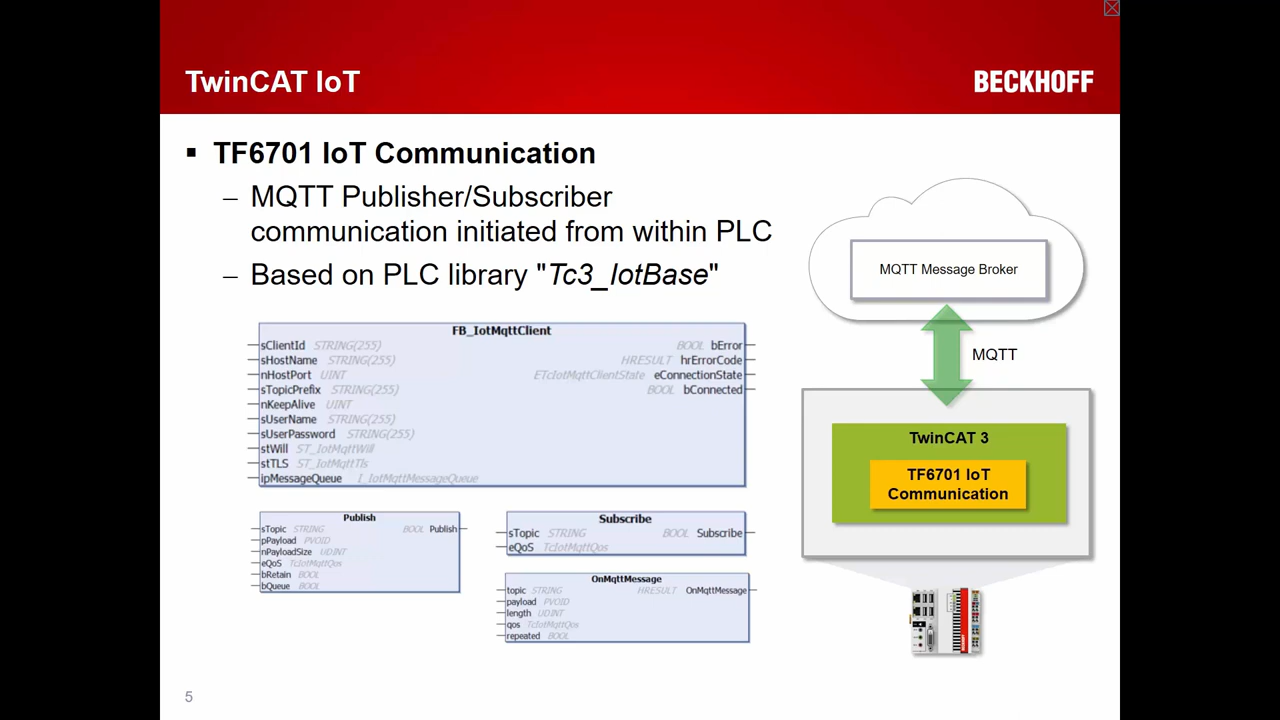 TwinCAT IoT
BECKHOFF
▪ TF6701 IoT Communication
– MQTT Publisher/Subscriber
communication initiated from within PLC
– Based on PLC library "Tc3_IotBase"
FB_IotMqttClient
sClientId STRING(255) BOOL bError
sHostName STRING(255) HRESULT hrErrorCode
nHostPort UINT ETcIotMqttClientState eConnectionState
sTopicPrefix STRING(255) BOOL bConnected
nKeepAlive UINT
sUserName STRING(255)
sUserPassword STRING(255)
stWill ST_IotMqttWill
stTLS ST_IotMqttTls
ipMessageQueue I_IotMqttMessageQueue
Publish
sTopic STRING BOOL Publish
pPayload PVOID
nPayloadSize UDINT
eQoS TcIotMqttQos
bRetain BOOL
bQueue BOOL
Subscribe
sTopic STRING BOOL Subscribe
eQoS TcIotMqttQos
OnMqttMessage
topic STRING HRESULT OnMqttMessage
payload PVOID
length UDINT
qos TcIotMqttQos
repeated BOOL
MQTT Message Broker
MQTT
TwinCAT 3
TF6701 IoT
Communication
5